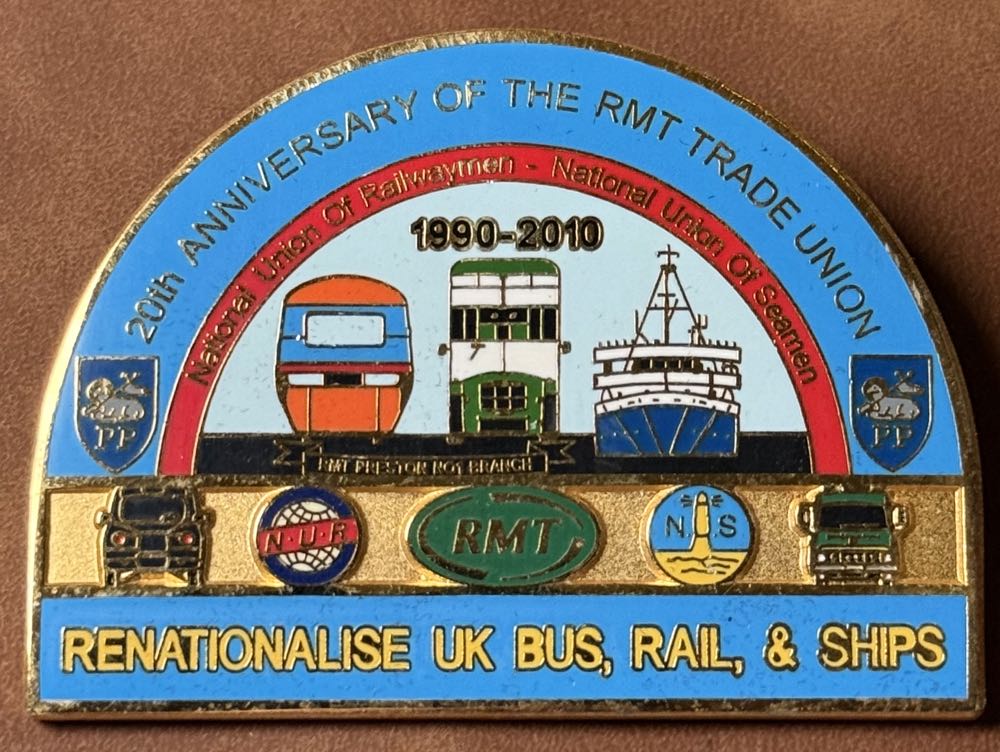 20th ANNIVERSARY OF THE RMT TRADE UNION
National Union Of Railwaymen - National Union Of Seamen
1990-2010
7
RMT PRESTON NO1 BRANCH
PP
PP
N·U·R
RMT
N.U.S
RENATIONALISE UK BUS, RAIL, & SHIPS